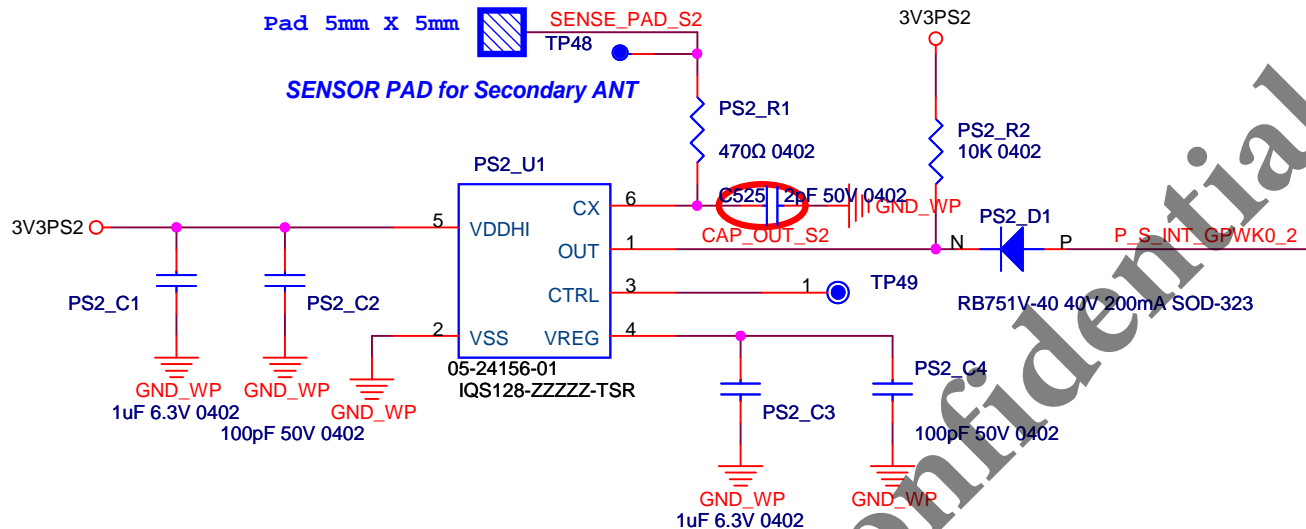 Pad 5mm X 5mm
SENSE_PAD_S2
TP48
3V3PS2
SENSOR PAD for Secondary ANT
PS2_R1
470Ω 0402
PS2_R2
10K 0402
PS2_U1
CX
6
C525
2pF 50V 0402
GND_WP
CAP_OUT_S2
3V3PS2
5
VDDHI
OUT
1
N
PS2_D1
P
P_S_INT_GPWK0_2
RB751V-40 40V 200mA SOD-323
PS2_C1
PS2_C2
CTRL
3
1
TP49
2
VSS
VREG
4
05-24156-01
IQS128-ZZZZZ-TSR
GND_WP
GND_WP
GND_WP
1uF 6.3V 0402
100pF 50V 0402
PS2_C3
PS2_C4
100pF 50V 0402
GND_WP
GND_WP
1uF 6.3V 0402
onfidential